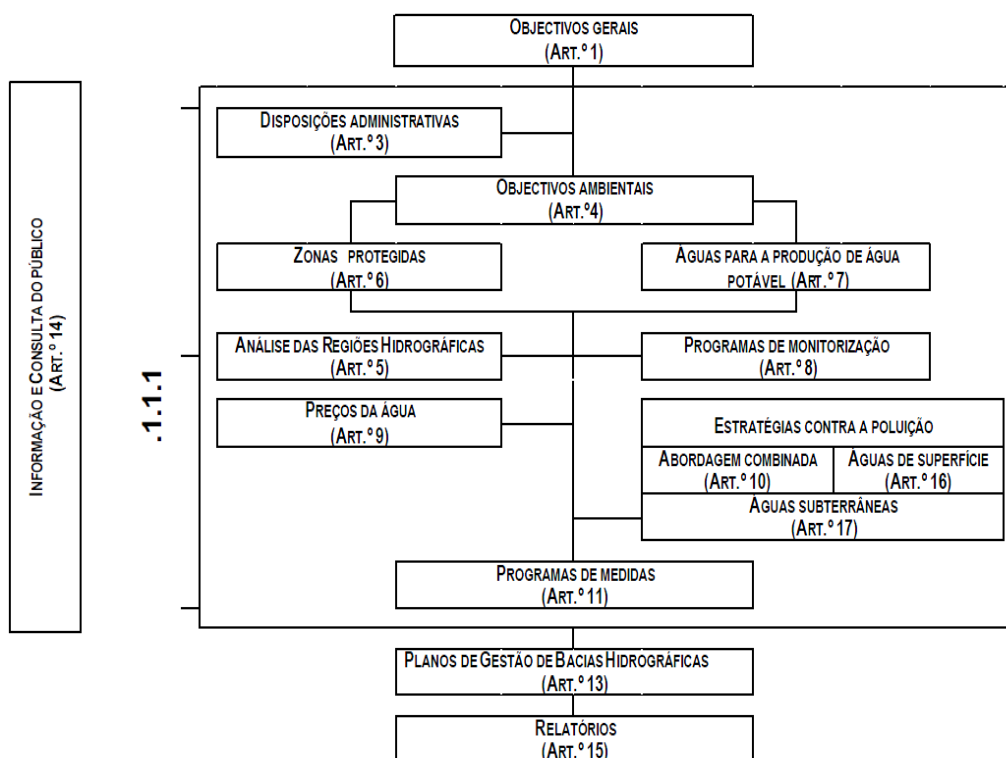 OBJECTIVOS GERAIS
(ART.º 1)
INFORMAÇÃO E CONSULTA DO PÚBLICO
(ART.º 14)
.1.1.1
DISPOSIÇÕES ADMINISTRATIVAS
(ART.º 3)
OBJECTIVOS AMBIENTAIS
(ART.º4)
ZONAS PROTEGIDAS
(ART.º 6)
ÁGUAS PARA A PRODUÇÃO DE ÁGUA
POTÁVEL (ART.º 7)
ANÁLISE DAS REGIÕES HIDROGRÁFICAS
(ART.º 5)
PROGRAMAS DE MONITORIZAÇÃO
(ART.º 8)
PREÇOS DA ÁGUA
(ART.º 9)
ESTRATÉGIAS CONTRA A POLUIÇÃO
ABORDAGEM COMBINADA
(ART.º 10)
ÁGUAS DE SUPERFÍCIE
(ART.º 16)
ÁGUAS SUBTERRÂNEAS
(ART.º 17)
PROGRAMAS DE MEDIDAS
(ART.º 11)
PLANOS DE GESTÃO DE BACIAS HIDROGRÁFICAS
(ART.º 13)
RELATÓRIOS
(ART.º 15)